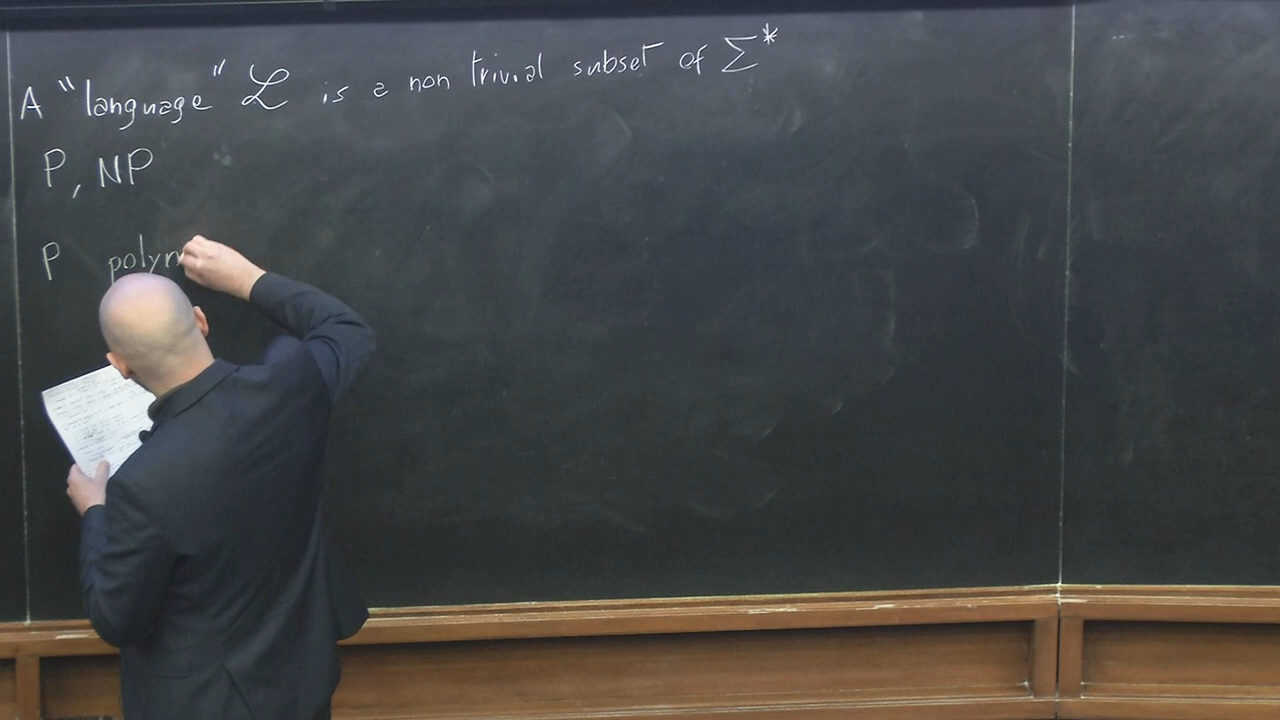 A "language" ℒ is a non trivial subset of Σ*
P, NP
P polyn